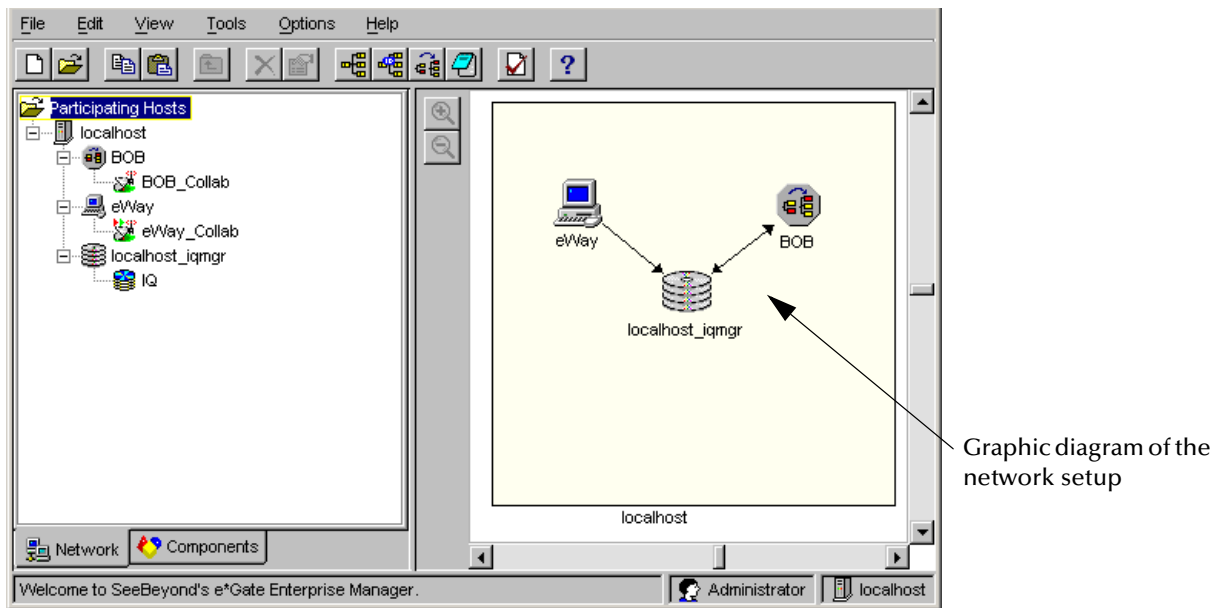 File Edit View Tools Options Help
?
Participating Hosts
localhost
BOB
BOB_Collab
eWay
eWay_Collab
localhost_iqmgr
IQ
eWay
BOB
localhost_iqmgr
localhost
Graphic diagram of the
network setup
Network Components
Welcome to SeeBeyond's e*Gate Enterprise Manager. Administrator localhost